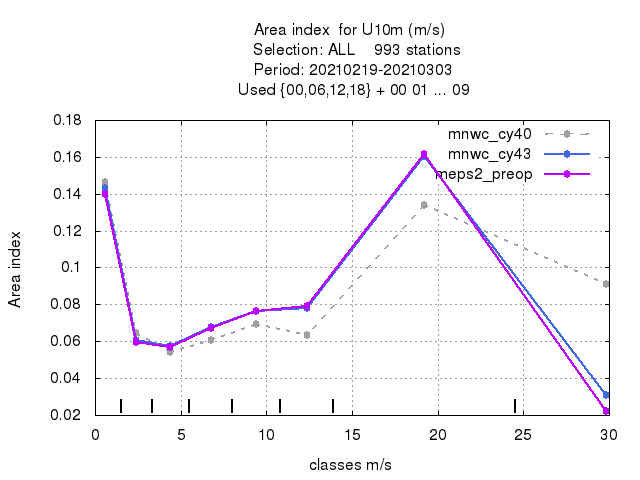 Area index  for U10m (m/s)
Selection: ALL    993 stations
Period: 20210219-20210303
Used {00,06,12,18} + 00 01 ... 09
mnwc_cy40
mnwc_cy43
meps2_preop
Area index
0.18
0.16
0.14
0.12
0.1
0.08
0.06
0.04
0.02
0 5 10 15 20 25 30
classes m/s